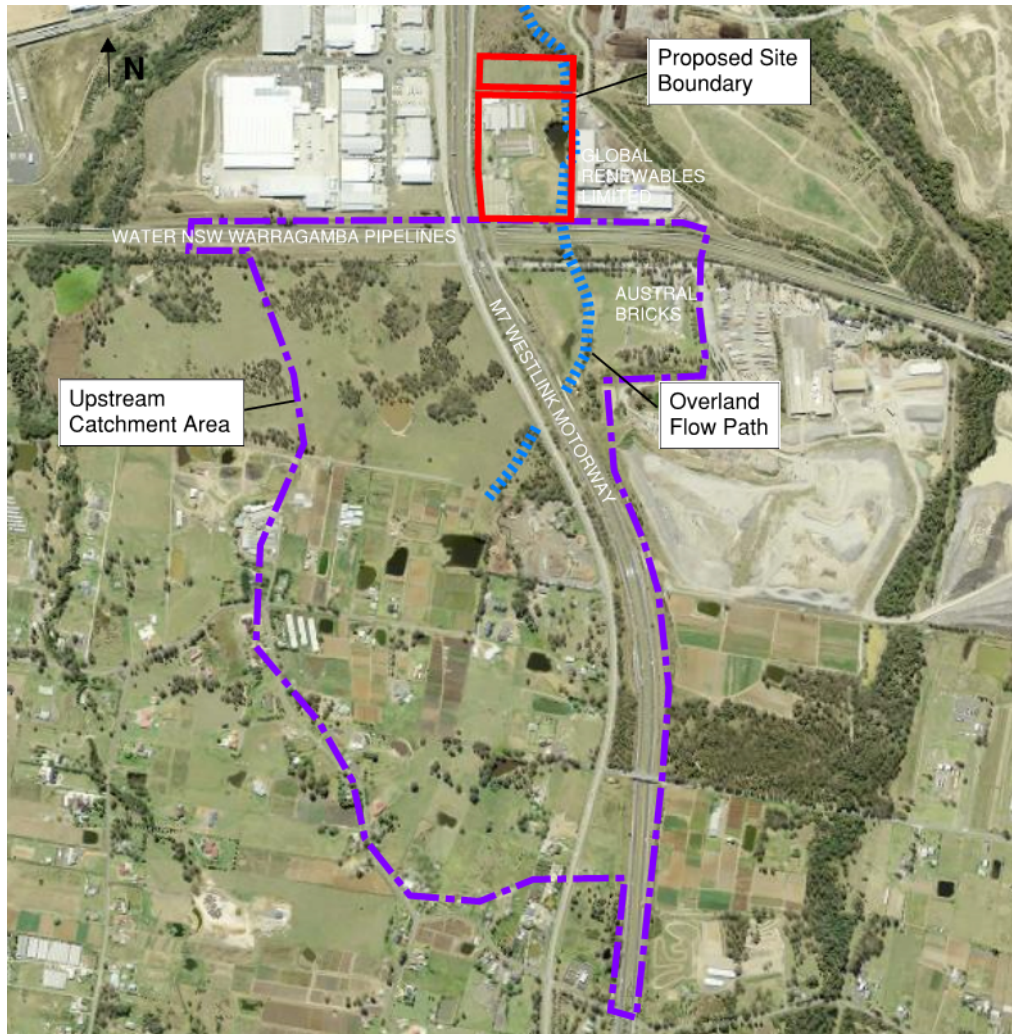 N
Proposed Site
Boundary
GLOBAL
RENEWABLES
LIMITED
WATER NSW WARRAGAMBA PIPELINES
AUSTRAL
BRICKS
M7 WESTLINK MOTORWAY
Upstream
Catchment Area
Overland
Flow Path